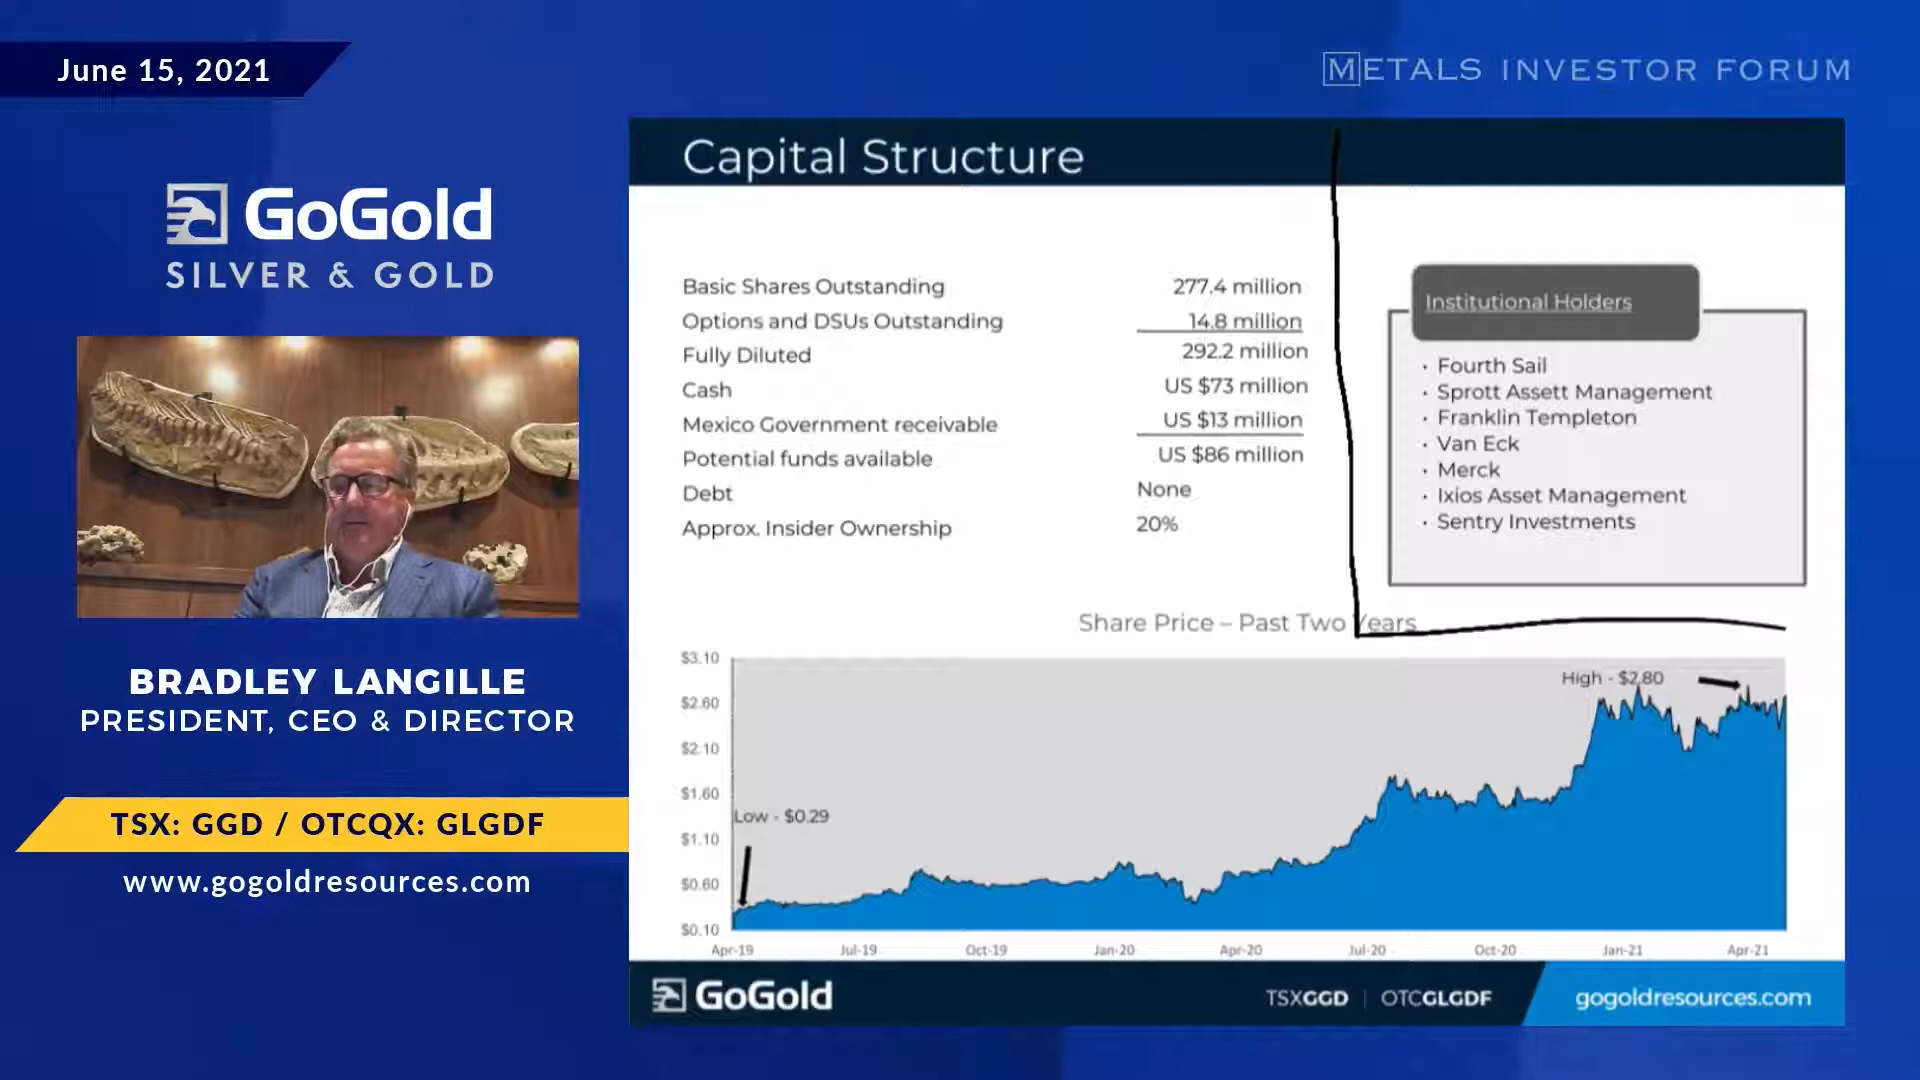 June 15, 2021
METALS INVESTOR FORUM
GoGold
SILVER & GOLD
BRADLEY LANGILLE
PRESIDENT, CEO & DIRECTOR
TSX: GGD / OTCQX: GLGDF
www.gogoldresources.com
Capital Structure
Basic Shares Outstanding 277.4 million
Options and DSUs Outstanding 14.8 million
Fully Diluted 292.2 million
Cash US $73 million
Mexico Government receivable US $13 million
Potential funds available US $86 million
Debt None
Approx. Insider Ownership 20%
Institutional Holders
· Fourth Sail
· Sprott Assett Management
· Franklin Templeton
· Van Eck
· Merck
· Ixios Asset Management
· Sentry Investments
Share Price – Past Two Years
$3.10
$2.60
$2.10
$1.60
$1.10
$0.60
$0.10
Low - $0.29
High - $2.80
Apr-19 Jul-19 Oct-19 Jan-20 Apr-20 Jul-20 Oct-20 Jan-21 Apr-21
GoGold
TSXGGD | OTCGLGDF
gogoldresources.com